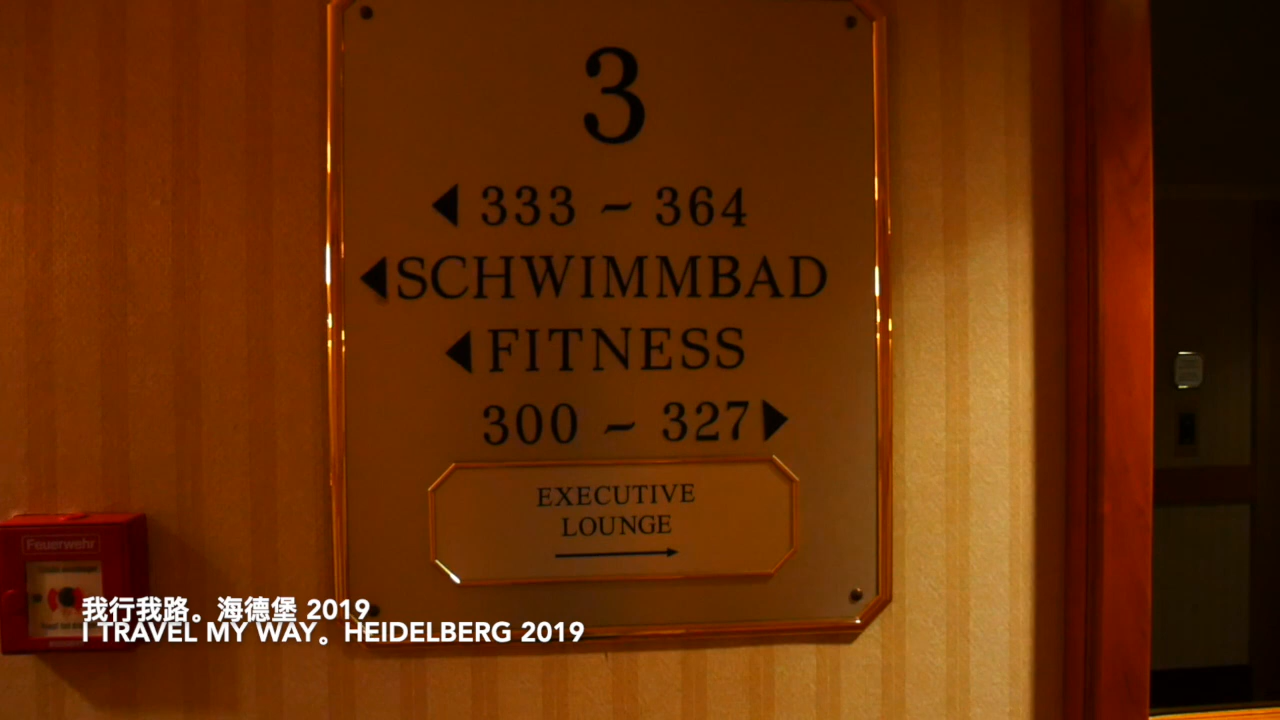 3
◀ 333 ~ 364
◀ SCHWIMMBAD
◀ FITNESS
300 ~ 327 ▶
EXECUTIVE
LOUNGE
→
Feuerwehr
我行我路。海德堡 2019
I TRAVEL MY WAY。HEIDELBERG 2019